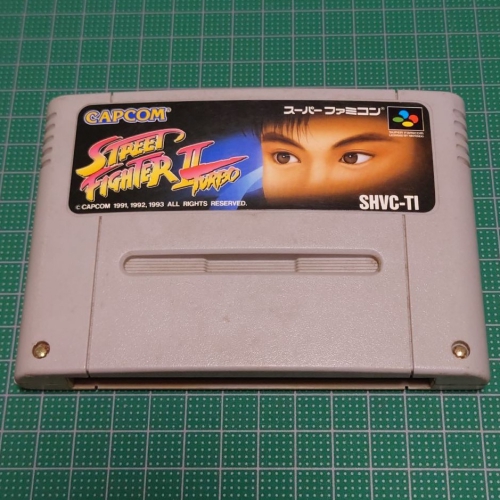 CAPCOM
スーパーファミコン
STREET
FIGHTER II
TURBO
© CAPCOM 1991, 1992, 1993 ALL RIGHTS RESERVED.
SHVC-TI